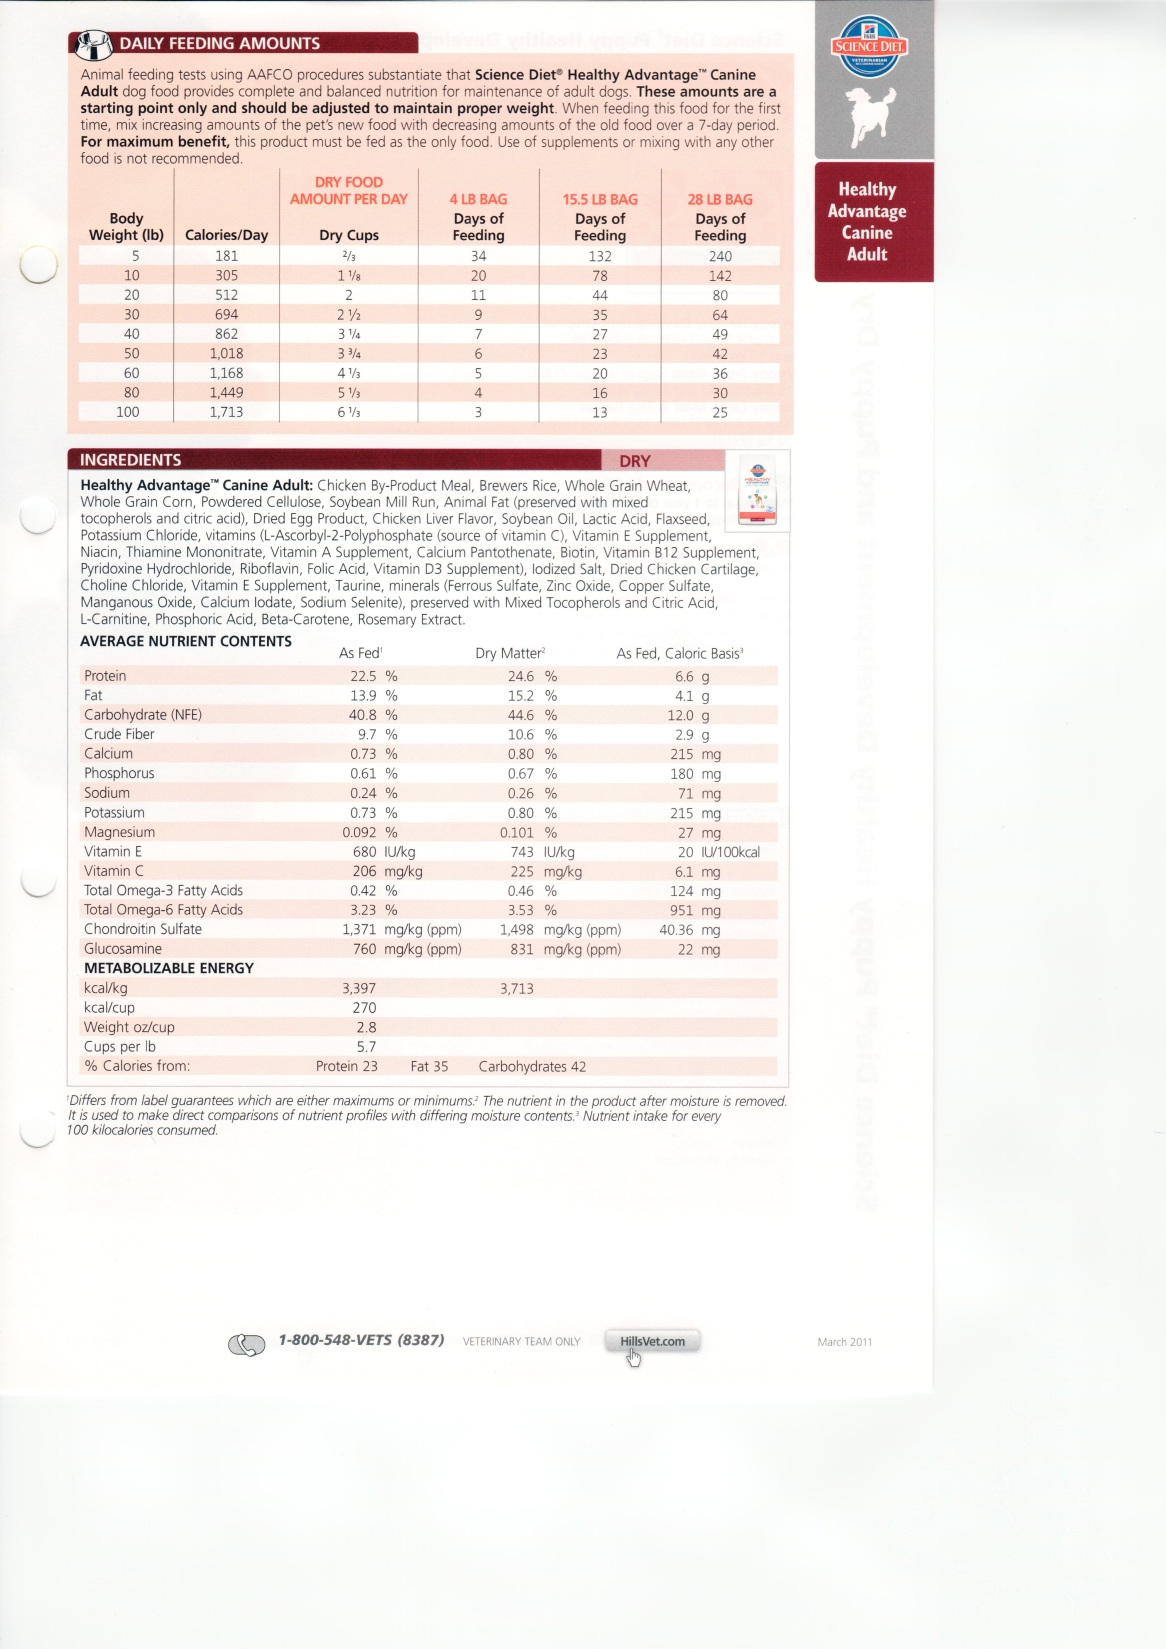 DAILY FEEDING AMOUNTS
Animal feeding tests using AAFCO procedures substantiate that Science Diet® Healthy Advantage™ Canine
Adult dog food provides complete and balanced nutrition for maintenance of adult dogs. These amounts are a
starting point only and should be adjusted to maintain proper weight. When feeding this food for the first
time, mix increasing amounts of the pet's new food with decreasing amounts of the old food over a 7-day period.
For maximum benefit, this product must be fed as the only food. Use of supplements or mixing with any other
food is not recommended.
DRY FOOD
AMOUNT PER DAY 4 LB BAG 15.5 LB BAG 28 LB BAG
Body Days of Days of Days of
Weight (lb) Calories/Day Dry Cups Feeding Feeding Feeding
5 181 2/3 34 132 240
10 305 1 1/8 20 78 142
20 512 2 11 44 80
30 694 2 1/2 9 35 64
40 862 3 1/4 7 27 49
50 1,018 3 3/4 6 23 42
60 1,168 4 1/3 5 20 36
80 1,449 5 1/3 4 16 30
100 1,713 6 1/3 3 13 25
Hill's
SCIENCE DIET.
VETERINARIAN
Healthy
Advantage
Canine
Adult
INGREDIENTS DRY
Healthy Advantage™ Canine Adult: Chicken By-Product Meal, Brewers Rice, Whole Grain Wheat,
Whole Grain Corn, Powdered Cellulose, Soybean Mill Run, Animal Fat (preserved with mixed
tocopherols and citric acid), Dried Egg Product, Chicken Liver Flavor, Soybean Oil, Lactic Acid, Flaxseed,
Potassium Chloride, vitamins (L-Ascorbyl-2-Polyphosphate (source of vitamin C), Vitamin E Supplement,
Niacin, Thiamine Mononitrate, Vitamin A Supplement, Calcium Pantothenate, Biotin, Vitamin B12 Supplement,
Pyridoxine Hydrochloride, Riboflavin, Folic Acid, Vitamin D3 Supplement), Iodized Salt, Dried Chicken Cartilage,
Choline Chloride, Vitamin E Supplement, Taurine, minerals (Ferrous Sulfate, Zinc Oxide, Copper Sulfate,
Manganous Oxide, Calcium Iodate, Sodium Selenite), preserved with Mixed Tocopherols and Citric Acid,
L-Carnitine, Phosphoric Acid, Beta-Carotene, Rosemary Extract.
AVERAGE NUTRIENT CONTENTS
As Fed¹ Dry Matter² As Fed, Caloric Basis³
Protein 22.5 % 24.6 % 6.6 g
Fat 13.9 % 15.2 % 4.1 g
Carbohydrate (NFE) 40.8 % 44.6 % 12.0 g
Crude Fiber 9.7 % 10.6 % 2.9 g
Calcium 0.73 % 0.80 % 215 mg
Phosphorus 0.61 % 0.67 % 180 mg
Sodium 0.24 % 0.26 % 71 mg
Potassium 0.73 % 0.80 % 215 mg
Magnesium 0.092 % 0.101 % 27 mg
Vitamin E 680 IU/kg 743 IU/kg 20 IU/100kcal
Vitamin C 206 mg/kg 225 mg/kg 6.1 mg
Total Omega-3 Fatty Acids 0.42 % 0.46 % 124 mg
Total Omega-6 Fatty Acids 3.23 % 3.53 % 951 mg
Chondroitin Sulfate 1,371 mg/kg (ppm) 1,498 mg/kg (ppm) 40.36 mg
Glucosamine 760 mg/kg (ppm) 831 mg/kg (ppm) 22 mg
METABOLIZABLE ENERGY
kcal/kg 3,397 3,713
kcal/cup 270
Weight oz/cup 2.8
Cups per lb 5.7
% Calories from: Protein 23 Fat 35 Carbohydrates 42
¹Differs from label guarantees which are either maximums or minimums.² The nutrient in the product after moisture is removed.
It is used to make direct comparisons of nutrient profiles with differing moisture contents.³ Nutrient intake for every
100 kilocalories consumed.
1-800-548-VETS (8387) VETERINARY TEAM ONLY HillsVet.com March 2011